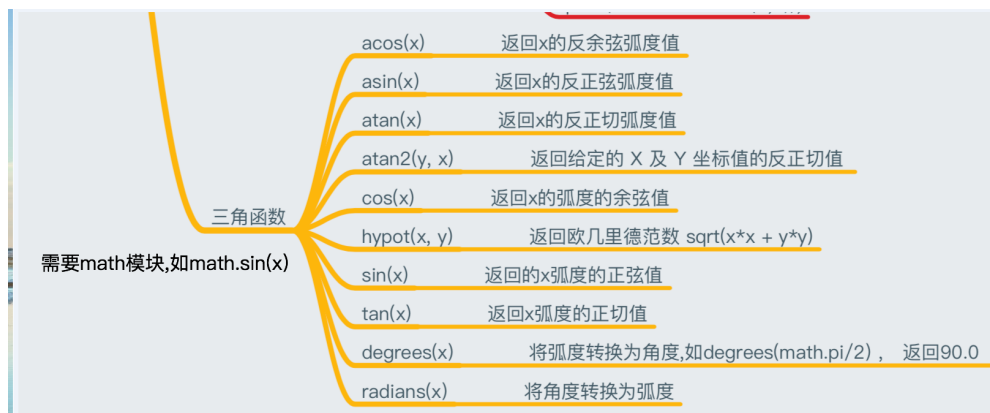 acos(x) 返回x的反余弦弧度值
asin(x) 返回x的反正弦弧度值
atan(x) 返回x的反正切弧度值
atan2(y, x) 返回给定的 X 及 Y 坐标值的反正切值
cos(x) 返回x的弧度的余弦值
三角函数
hypot(x, y) 返回欧几里德范数 sqrt(x*x + y*y)
需要math模块,如math.sin(x)
sin(x) 返回的x弧度的正弦值
tan(x) 返回x弧度的正切值
degrees(x) 将弧度转换为角度,如degrees(math.pi/2) ， 返回90.0
radians(x) 将角度转换为弧度